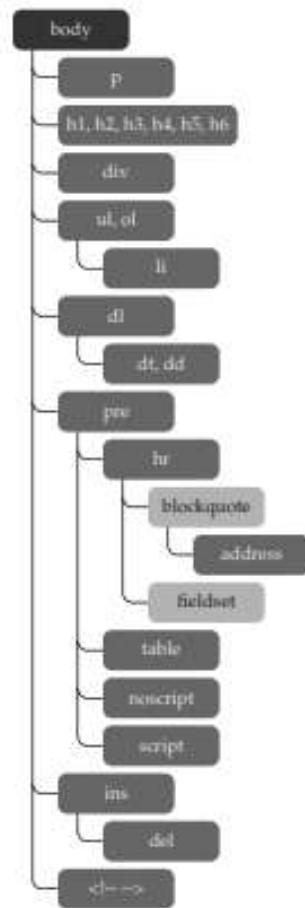 body
p
h1, h2, h3, h4, h5, h6
div
ul, ol
li
dl
dt, dd
pre
hr
blockquote
address
fieldset
table
noscript
script
ins
del
<!-- -->